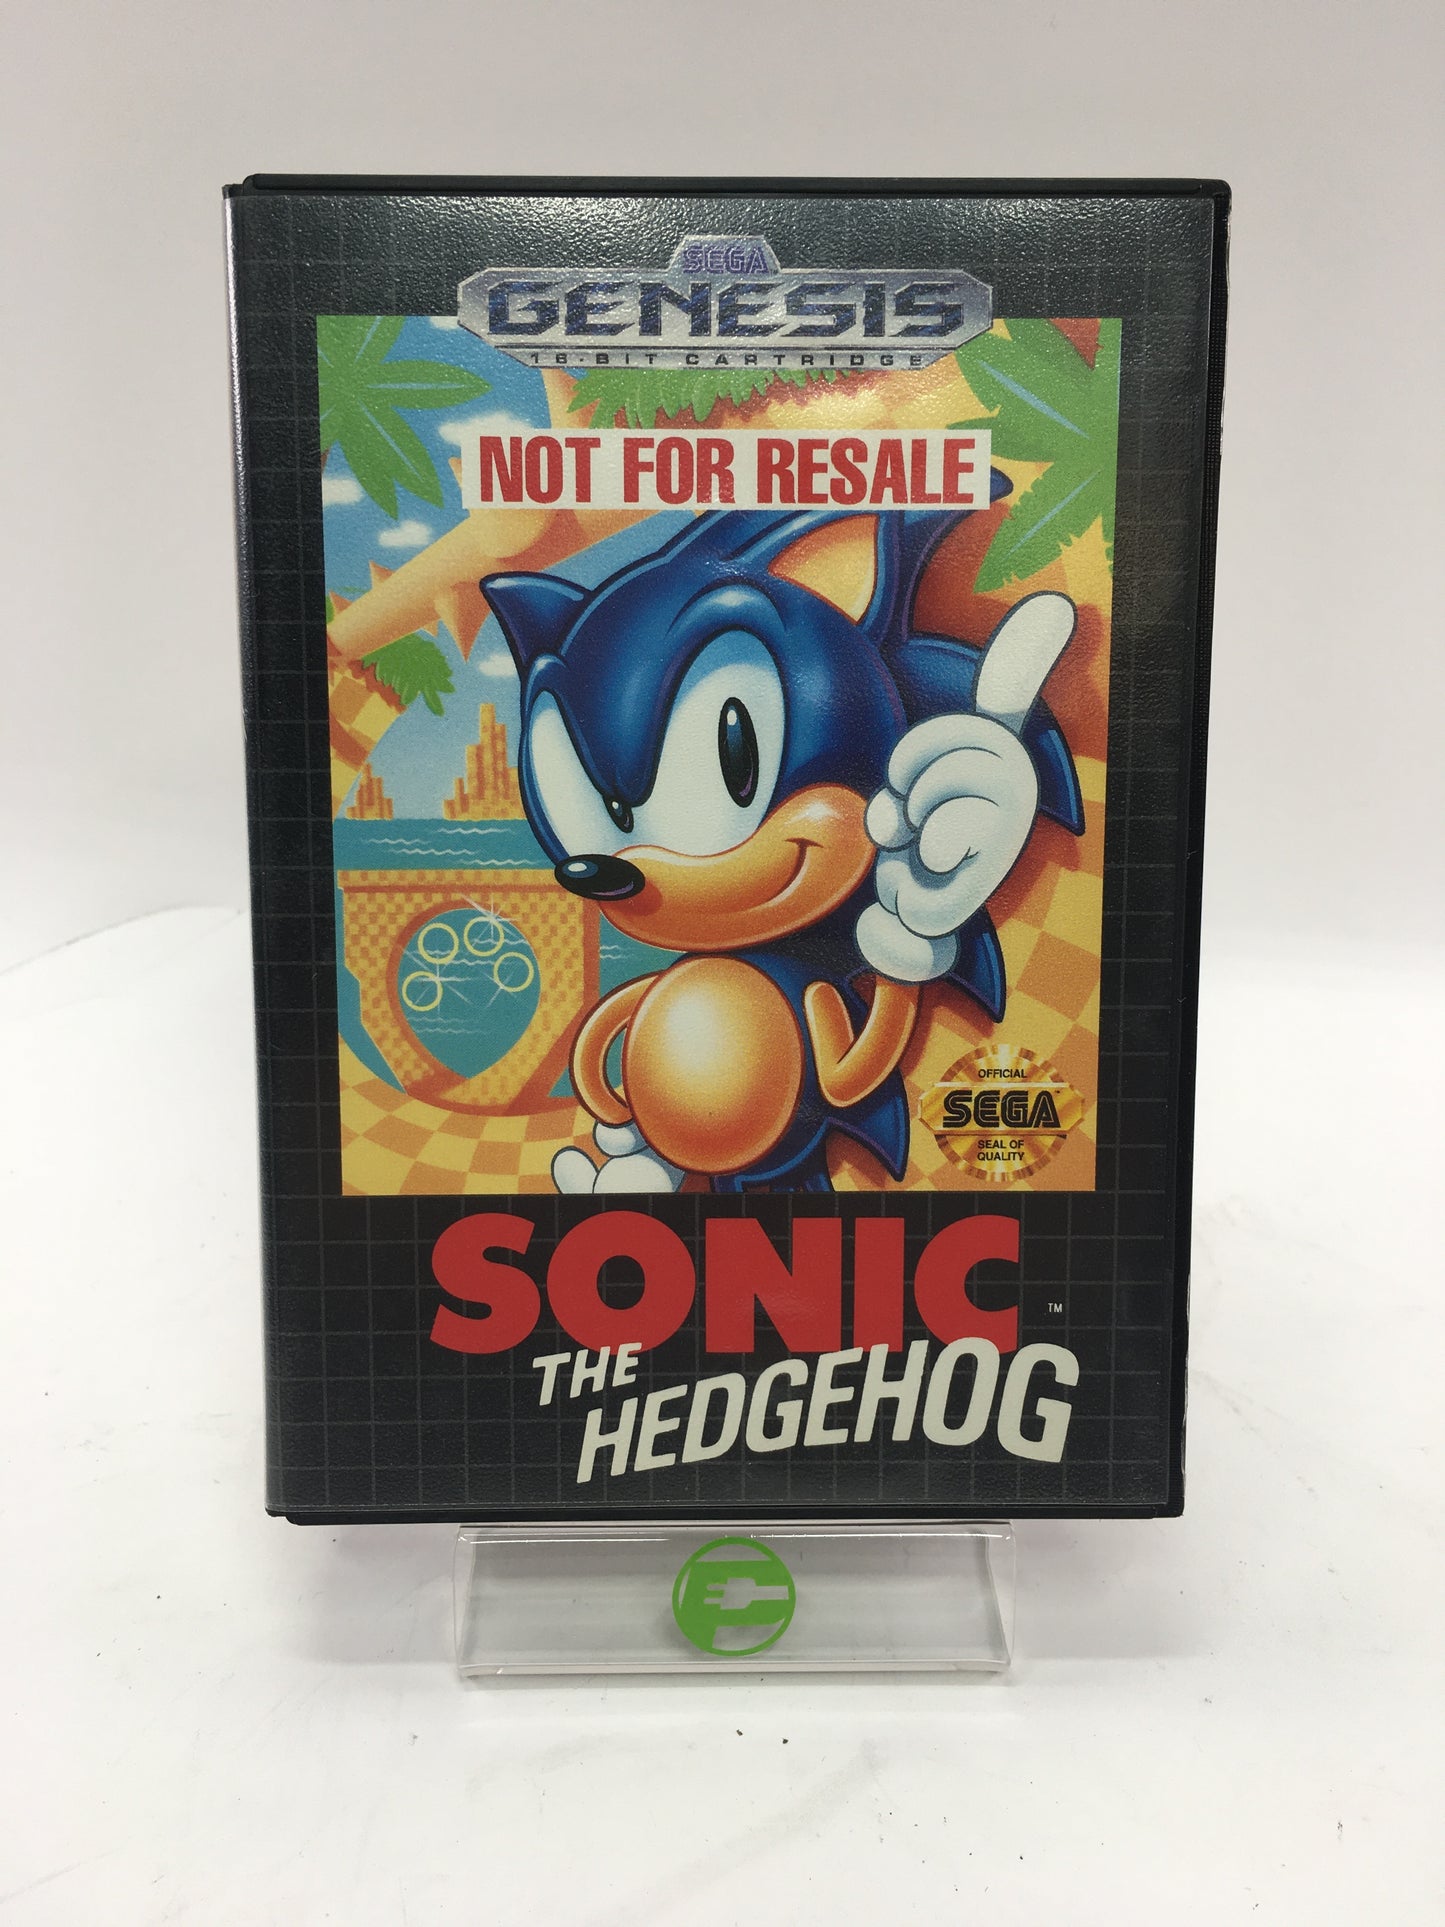 SEGA
GENESIS
16-BIT CARTRIDGE
NOT FOR RESALE
OFFICIAL
SEGA
SEAL OF
QUALITY
SONIC
TM
THE
HEDGEHOG